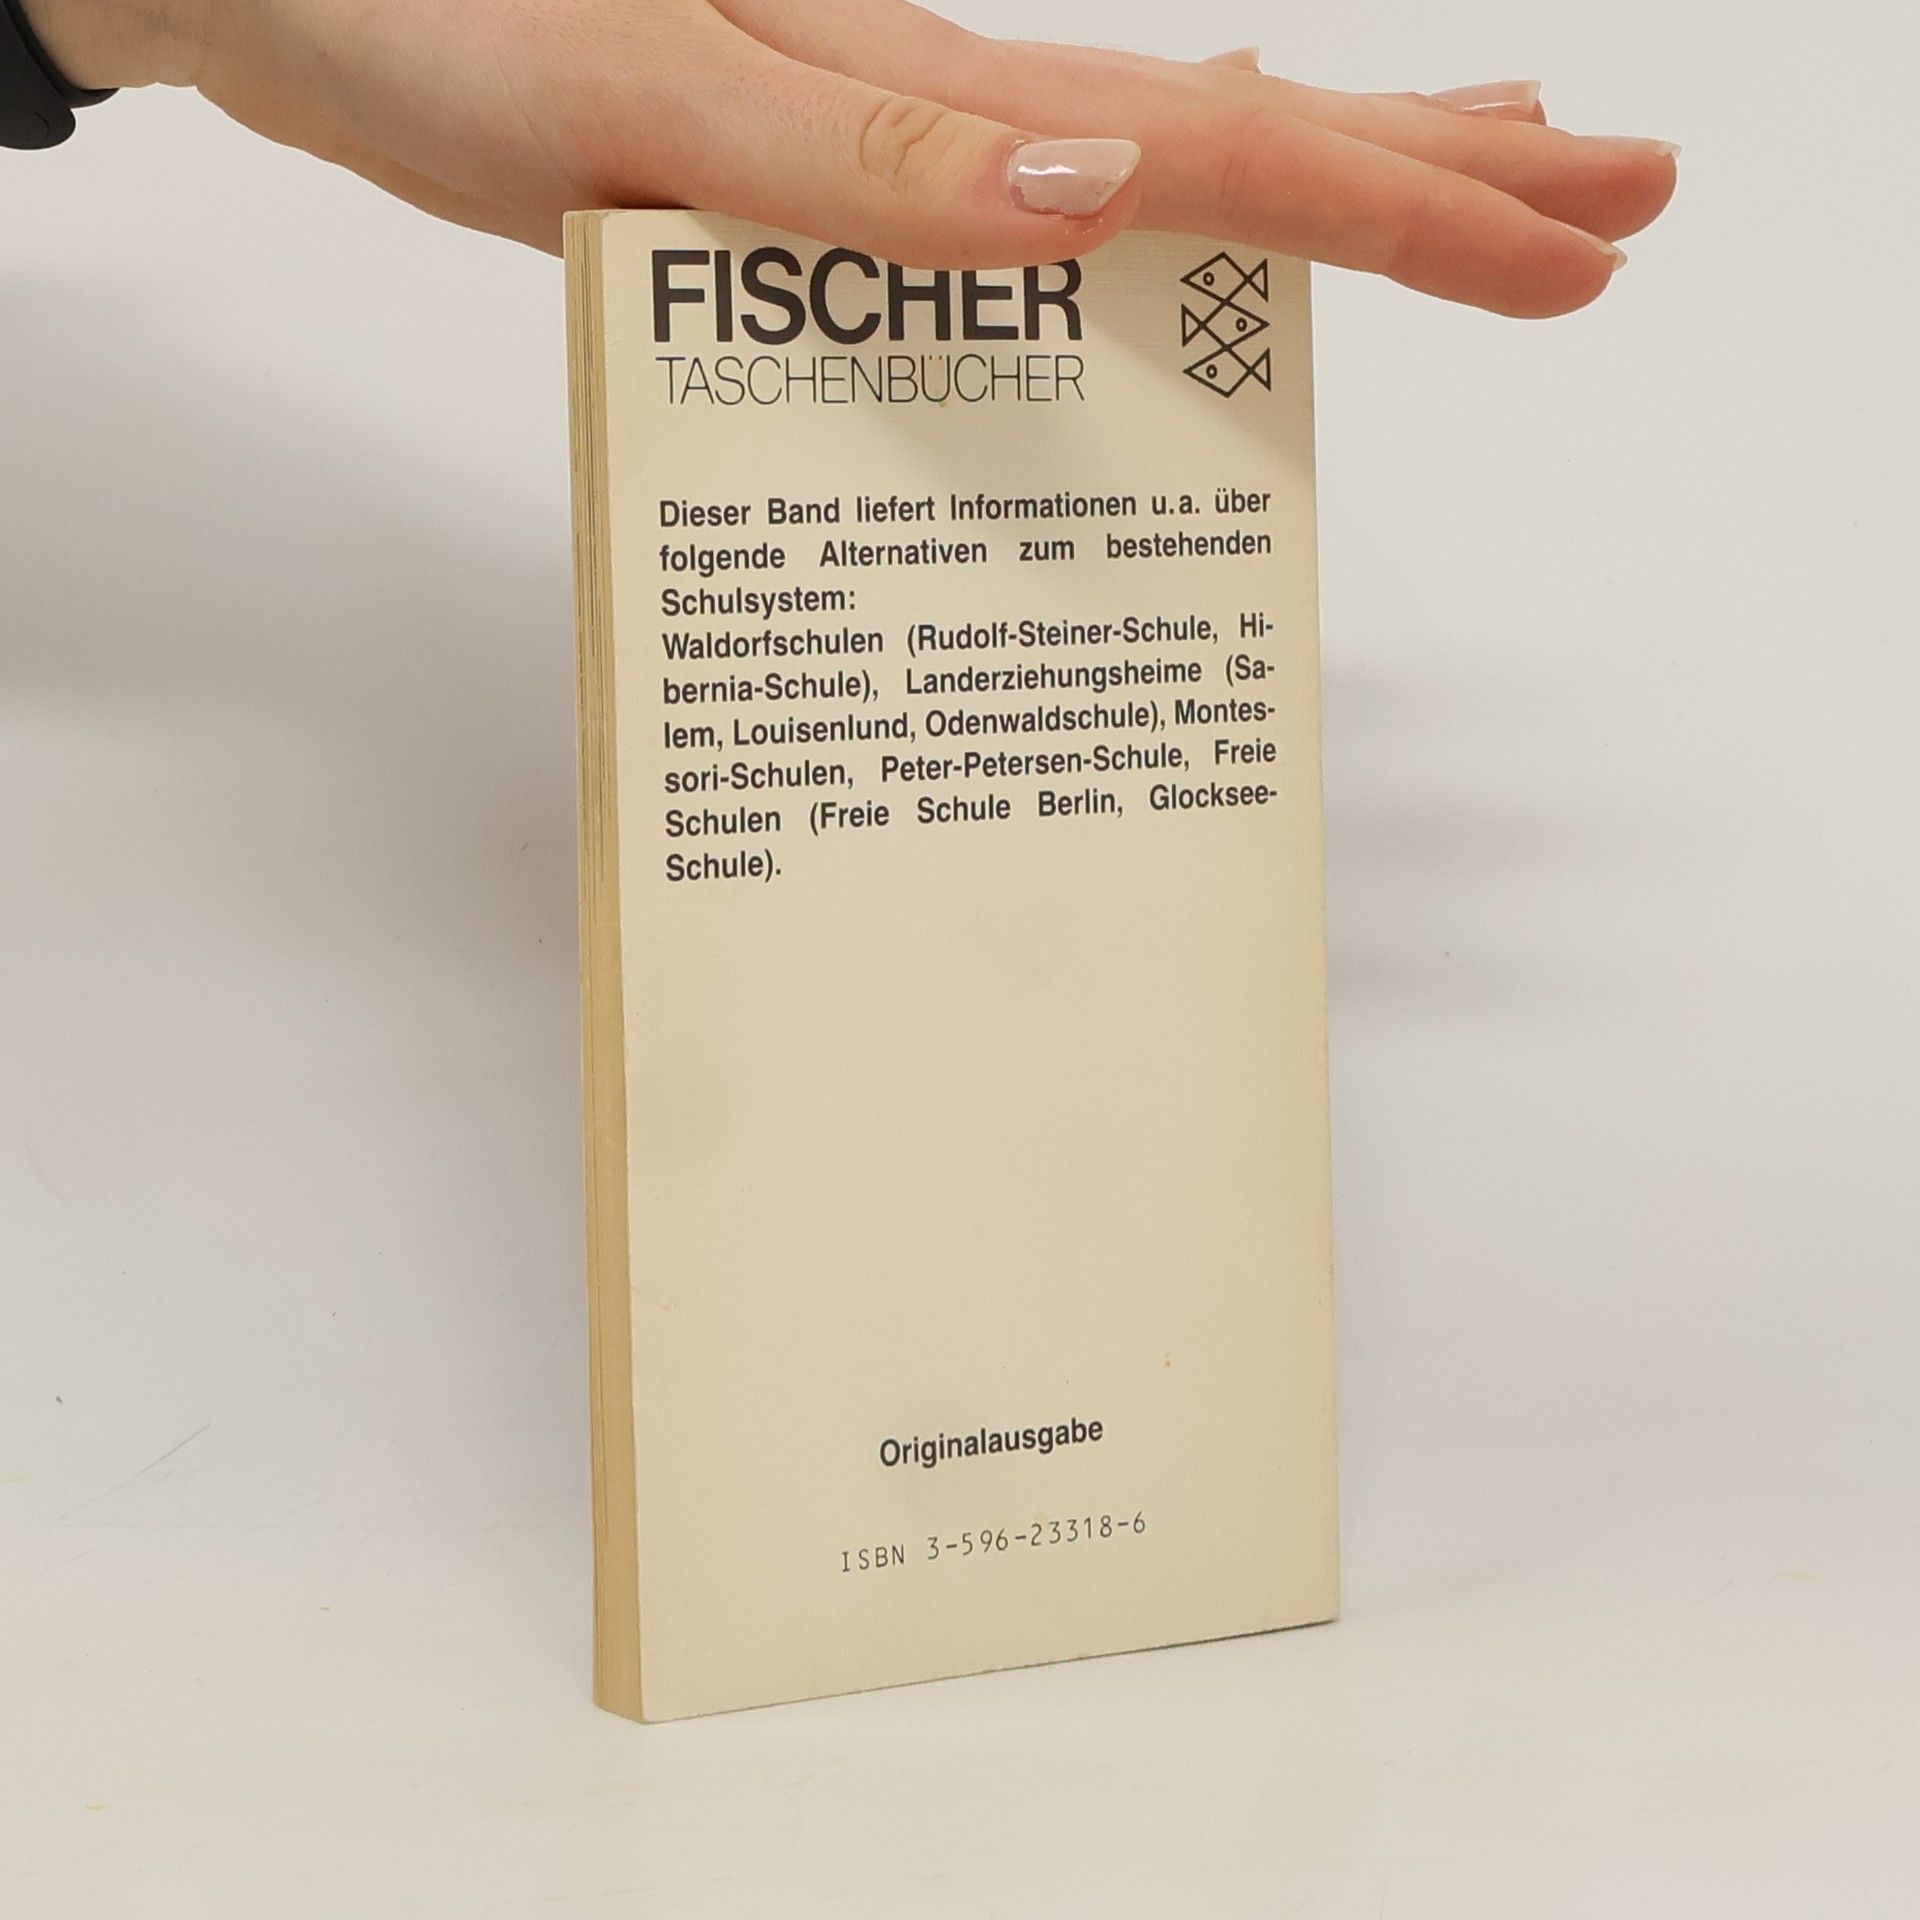 FISCHER
TASCHENBÜCHER
Dieser Band liefert Informationen u.a. über
folgende Alternativen zum bestehenden
Schulsystem:
Waldorfschulen (Rudolf-Steiner-Schule, Hi-
bernia-Schule), Landerziehungsheime (Sa-
lem, Louisenlund, Odenwaldschule), Montes-
sori-Schulen, Peter-Petersen-Schule, Freie
Schulen (Freie Schule Berlin, Glocksee-
Schule).
Originalausgabe
ISBN 3-596-23318-6